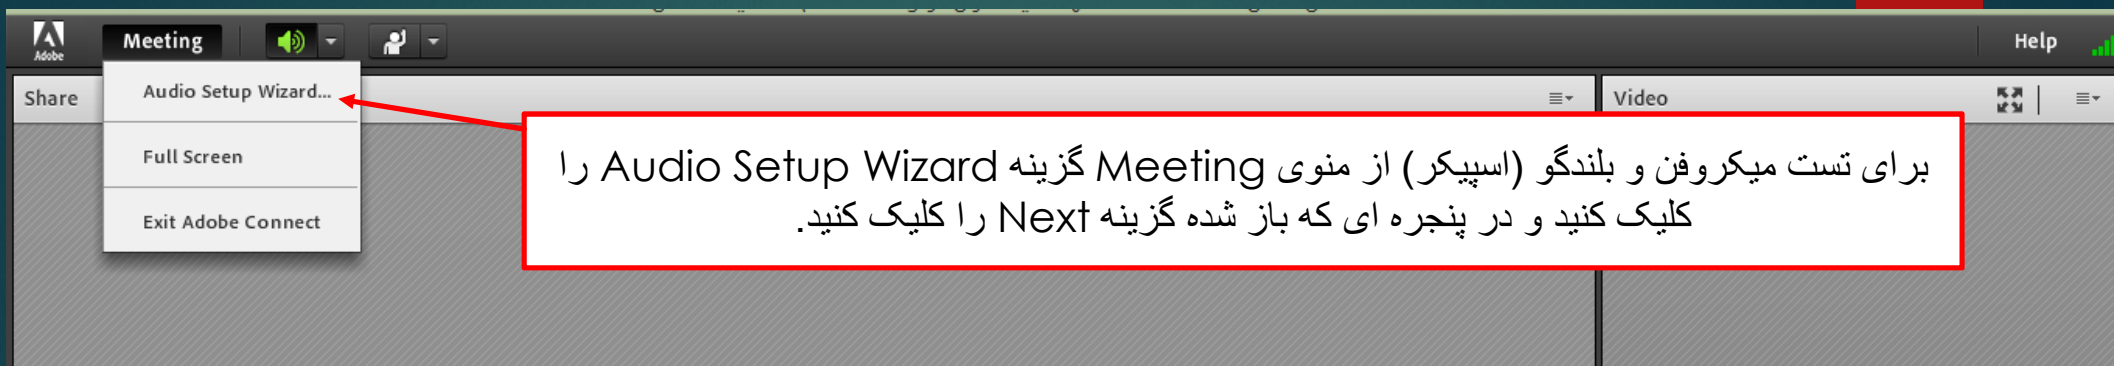 Adobe
Meeting
Help
Share
Video
Audio Setup Wizard...
Full Screen
Exit Adobe Connect
برای تست میکروفن و بلندگو (اسپیکر) از منوی Meeting گزینه Audio Setup Wizard را
کلیک کنید و در پنجره ای که باز شده گزینه Next را کلیک کنید.